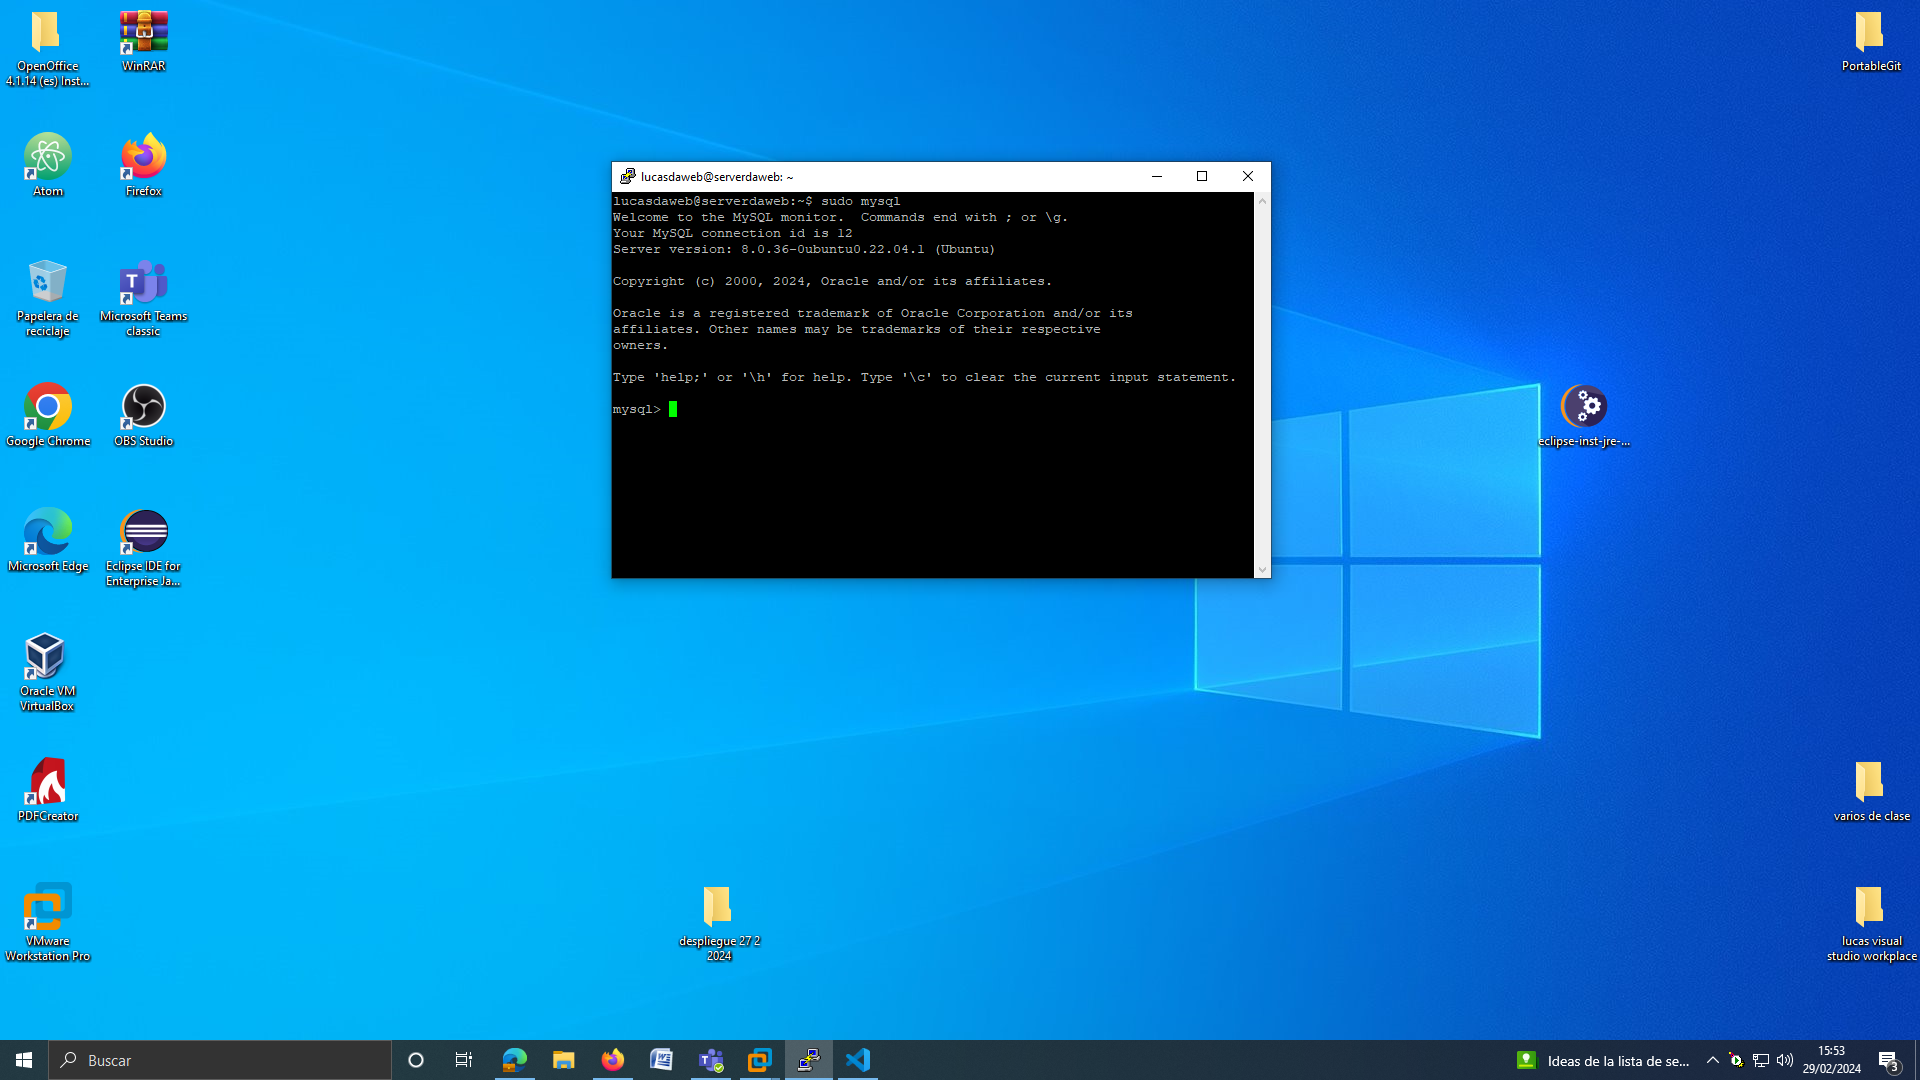 OpenOffice
4.1.14 (es) Inst...
WinRAR
PortableGit
Atom
Firefox
Papelera de
reciclaje
Microsoft Teams
classic
Google Chrome
OBS Studio
Microsoft Edge
Eclipse IDE for
Enterprise Ja...
Oracle VM
VirtualBox
PDFCreator
VMware
Workstation Pro
lucasdaweb@serverdaweb: ~
lucasdaweb@serverdaweb:~$ sudo mysql
Welcome to the MySQL monitor.  Commands end with ; or \g.
Your MySQL connection id is 12
Server version: 8.0.36-0ubuntu0.22.04.1 (Ubuntu)
Copyright (c) 2000, 2024, Oracle and/or its affiliates.
Oracle is a registered trademark of Oracle Corporation and/or its
affiliates. Other names may be trademarks of their respective
owners.
Type 'help;' or '\h' for help. Type '\c' to clear the current input statement.
mysql>
eclipse-inst-jre-...
despliegue 27 2
2024
varios de clase
lucas visual
studio workplace
Buscar
Ideas de la lista de se...
15:53
29/02/2024
3